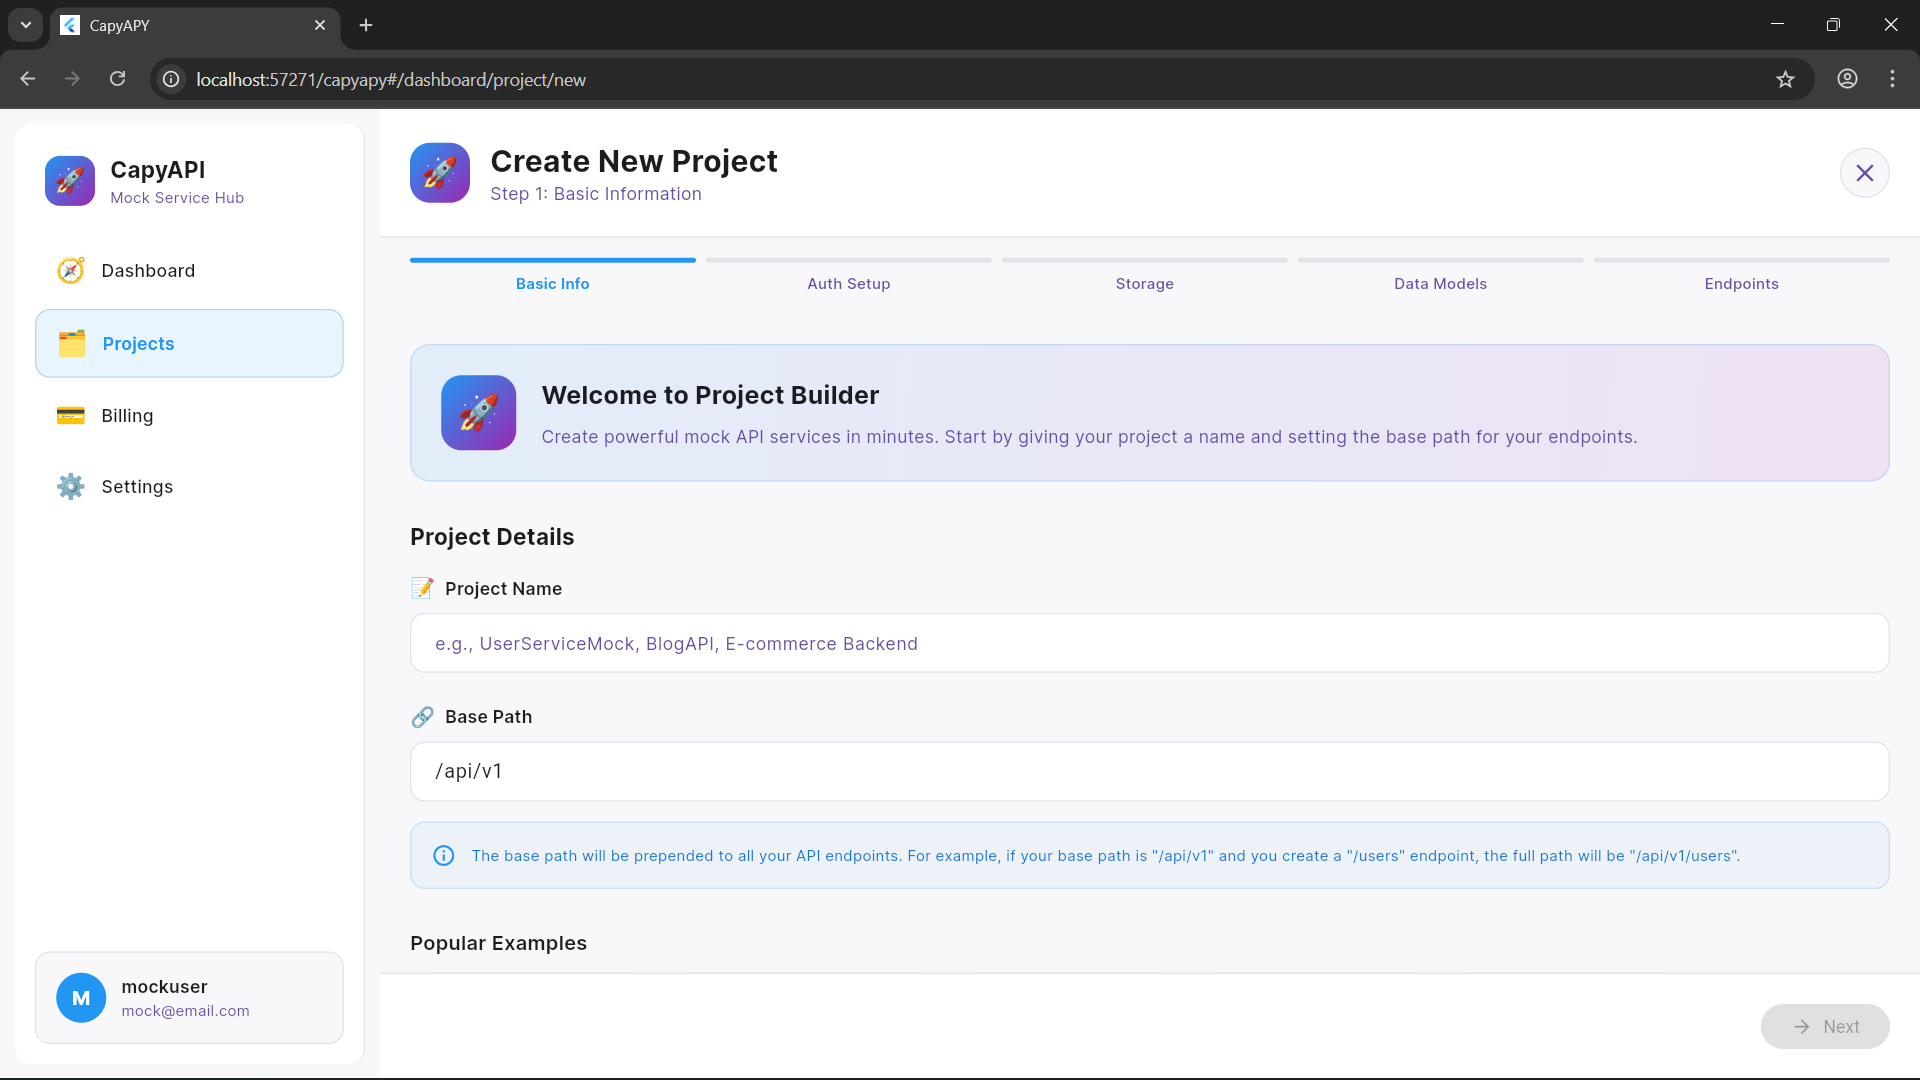 CapyAPY
localhost:57271/capyapy#/dashboard/project/new
CapyAPI
Mock Service Hub
Dashboard
Projects
Billing
Settings
M
mockuser
mock@email.com
Create New Project
Step 1: Basic Information
Basic Info
Auth Setup
Storage
Data Models
Endpoints
Welcome to Project Builder
Create powerful mock API services in minutes. Start by giving your project a name and setting the base path for your endpoints.
Project Details
Project Name
e.g., UserServiceMock, BlogAPI, E-commerce Backend
Base Path
/api/v1
The base path will be prepended to all your API endpoints. For example, if your base path is "/api/v1" and you create a "/users" endpoint, the full path will be "/api/v1/users".
Popular Examples
Next